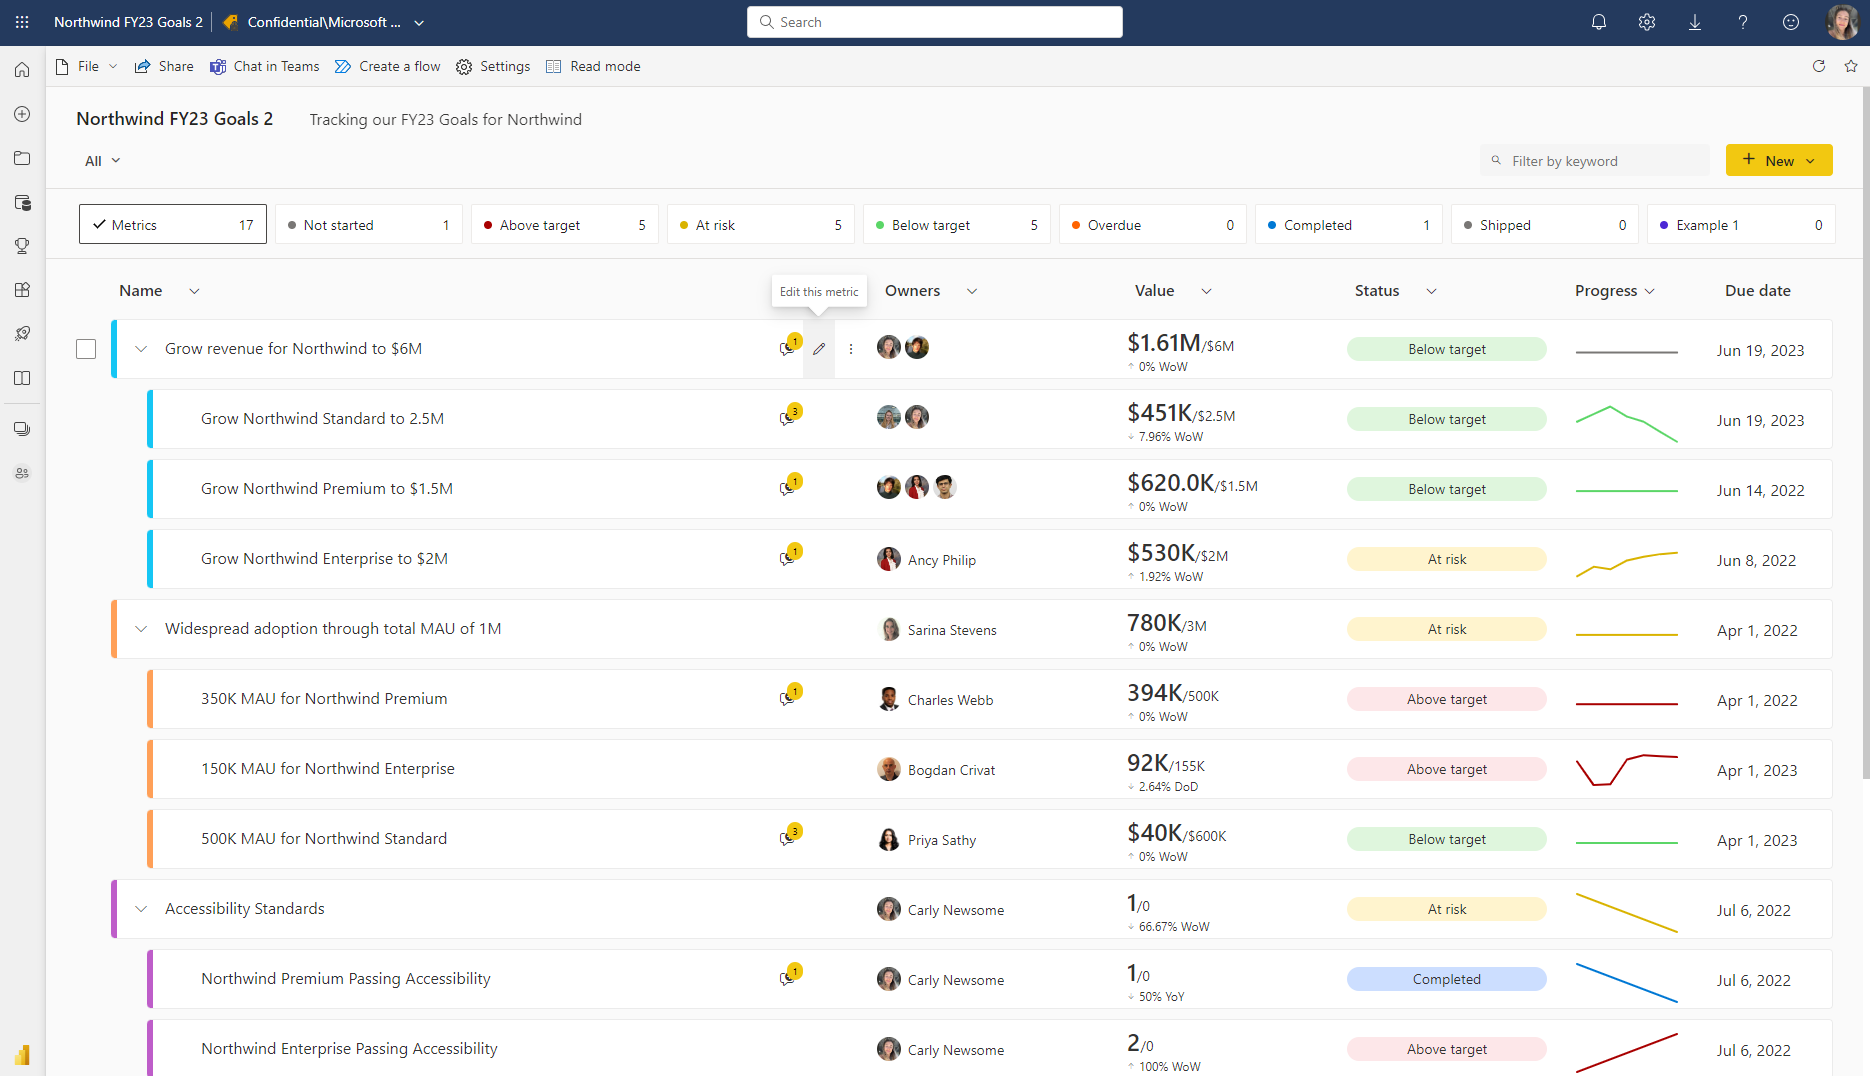 Northwind FY23 Goals 2 Confidential\Microsoft ... Search
File Share Chat in Teams Create a flow Settings Read mode
Northwind FY23 Goals 2 Tracking our FY23 Goals for Northwind
All Filter by keyword New
Metrics 17 Not started 1 Above target 5 At risk 5 Below target 5 Overdue 0 Completed 1 Shipped 0 Example 1 0
Name Edit this metric Owners Value Status Progress Due date
Grow revenue for Northwind to $6M 1 $1.61M/$6M Below target Jun 19, 2023
0% WoW
Grow Northwind Standard to 2.5M 3 $451K/$2.5M Below target Jun 19, 2023
7.96% WoW
Grow Northwind Premium to $1.5M 1 $620.0K/$1.5M Below target Jun 14, 2022
0% WoW
Grow Northwind Enterprise to $2M 1 Ancy Philip $530K/$2M At risk Jun 8, 2022
1.92% WoW
Widespread adoption through total MAU of 1M Sarina Stevens 780K/3M At risk Apr 1, 2022
0% WoW
350K MAU for Northwind Premium 1 Charles Webb 394K/500K Above target Apr 1, 2022
0% WoW
150K MAU for Northwind Enterprise Bogdan Crivat 92K/155K Above target Apr 1, 2023
2.64% DoD
500K MAU for Northwind Standard 3 Priya Sathy $40K/$600K Below target Apr 1, 2023
0% WoW
Accessibility Standards Carly Newsome 1/0 At risk Jul 6, 2022
66.67% WoW
Northwind Premium Passing Accessibility 1 Carly Newsome 1/0 Completed Jul 6, 2022
50% YoY
Northwind Enterprise Passing Accessibility Carly Newsome 2/0 Above target Jul 6, 2022
100% WoW